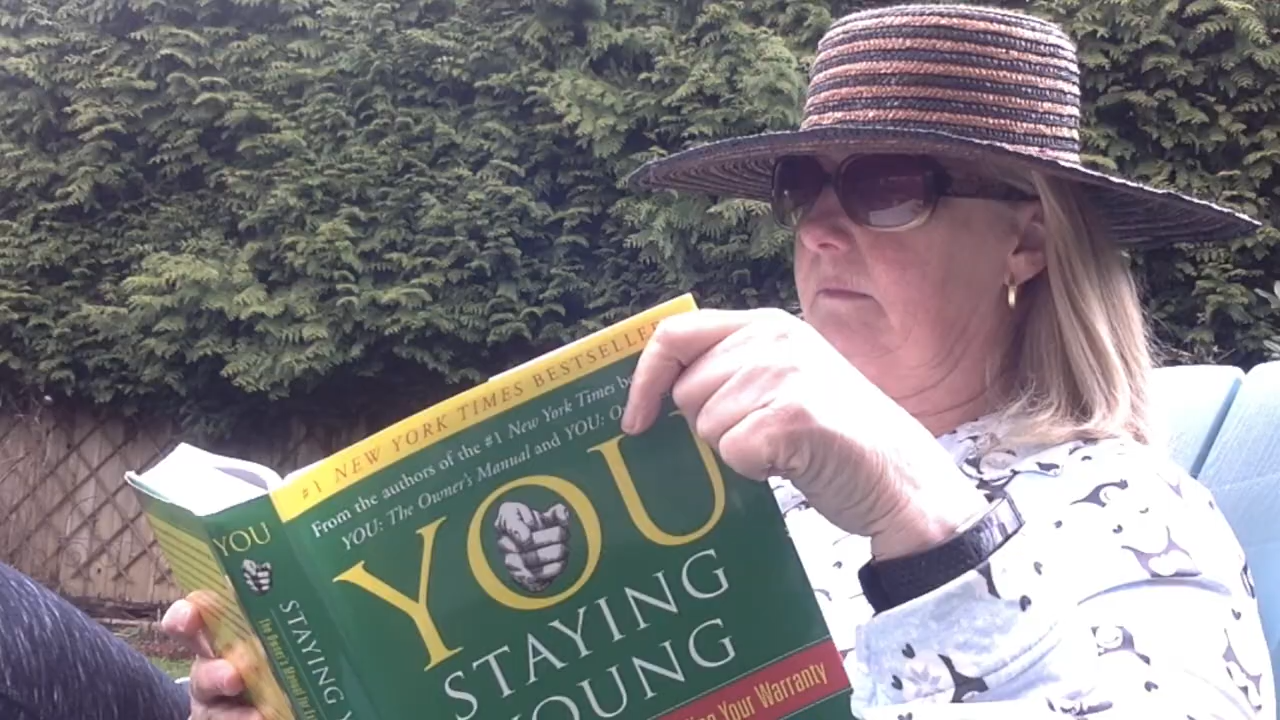 #1 NEW YORK TIMES BESTSELLER
From the authors of the #1 New York Times
YOU: The Owner's Manual and YOU:
YOU
STAYING
YOUNG
Your Warranty
YOU
STAYING